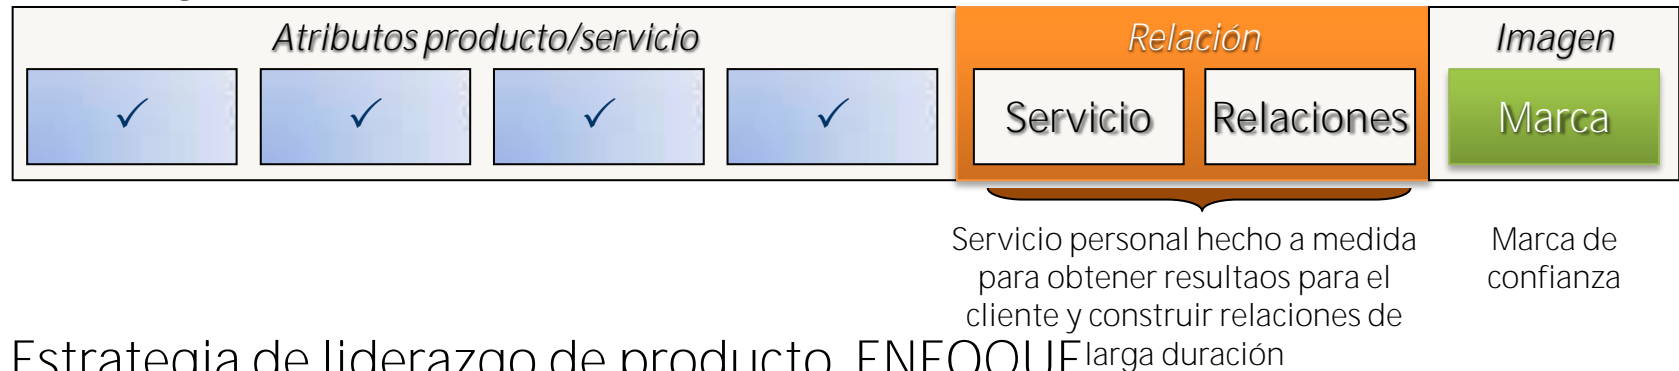 Atributos producto/servicio Relación Imagen
✓ ✓ ✓ ✓ Servicio Relaciones Marca
Servicio personal hecho a medida
para obtener resultaos para el
cliente y construir relaciones de
larga duración
Marca de
confianza
Estrategia de liderazgo de producto. ENFOQUE